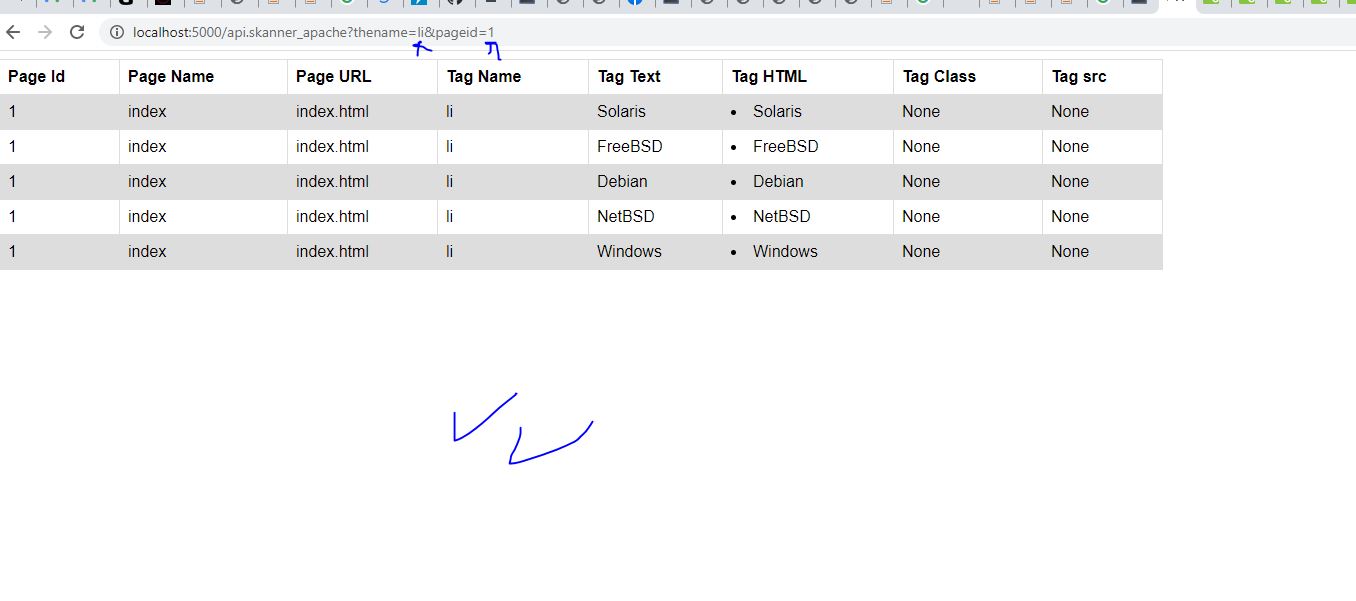 localhost:5000/api.skanner_apache?thename=li&pageid=1
Page Id Page Name Page URL Tag Name Tag Text Tag HTML Tag Class Tag src
1 index index.html li Solaris • Solaris None None
1 index index.html li FreeBSD • FreeBSD None None
1 index index.html li Debian • Debian None None
1 index index.html li NetBSD • NetBSD None None
1 index index.html li Windows • Windows None None